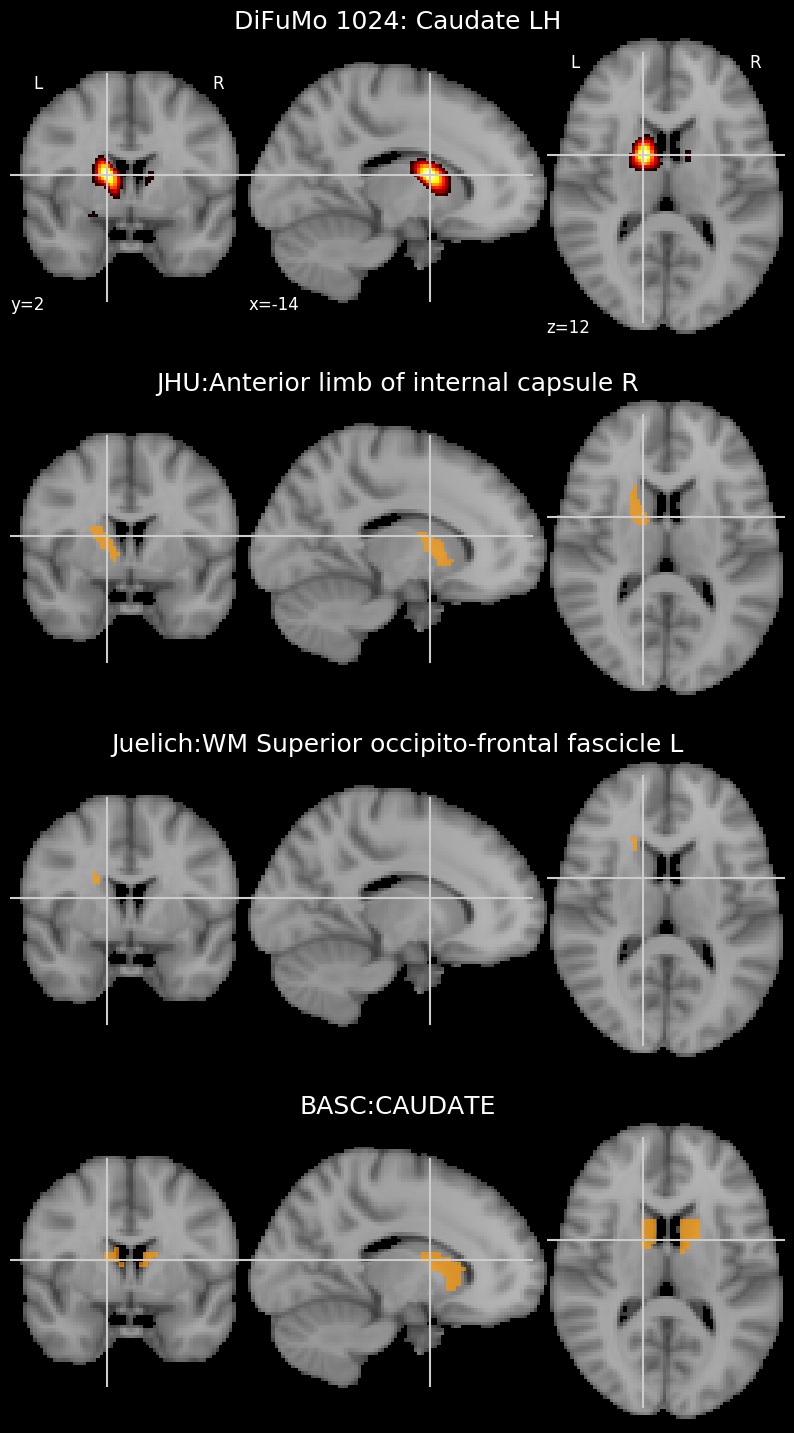 DiFuMo 1024: Caudate LH
L R L R
y=2 x=-14 z=12
JHU:Anterior limb of internal capsule R
Juelich:WM Superior occipito-frontal fascicle L
BASC:CAUDATE